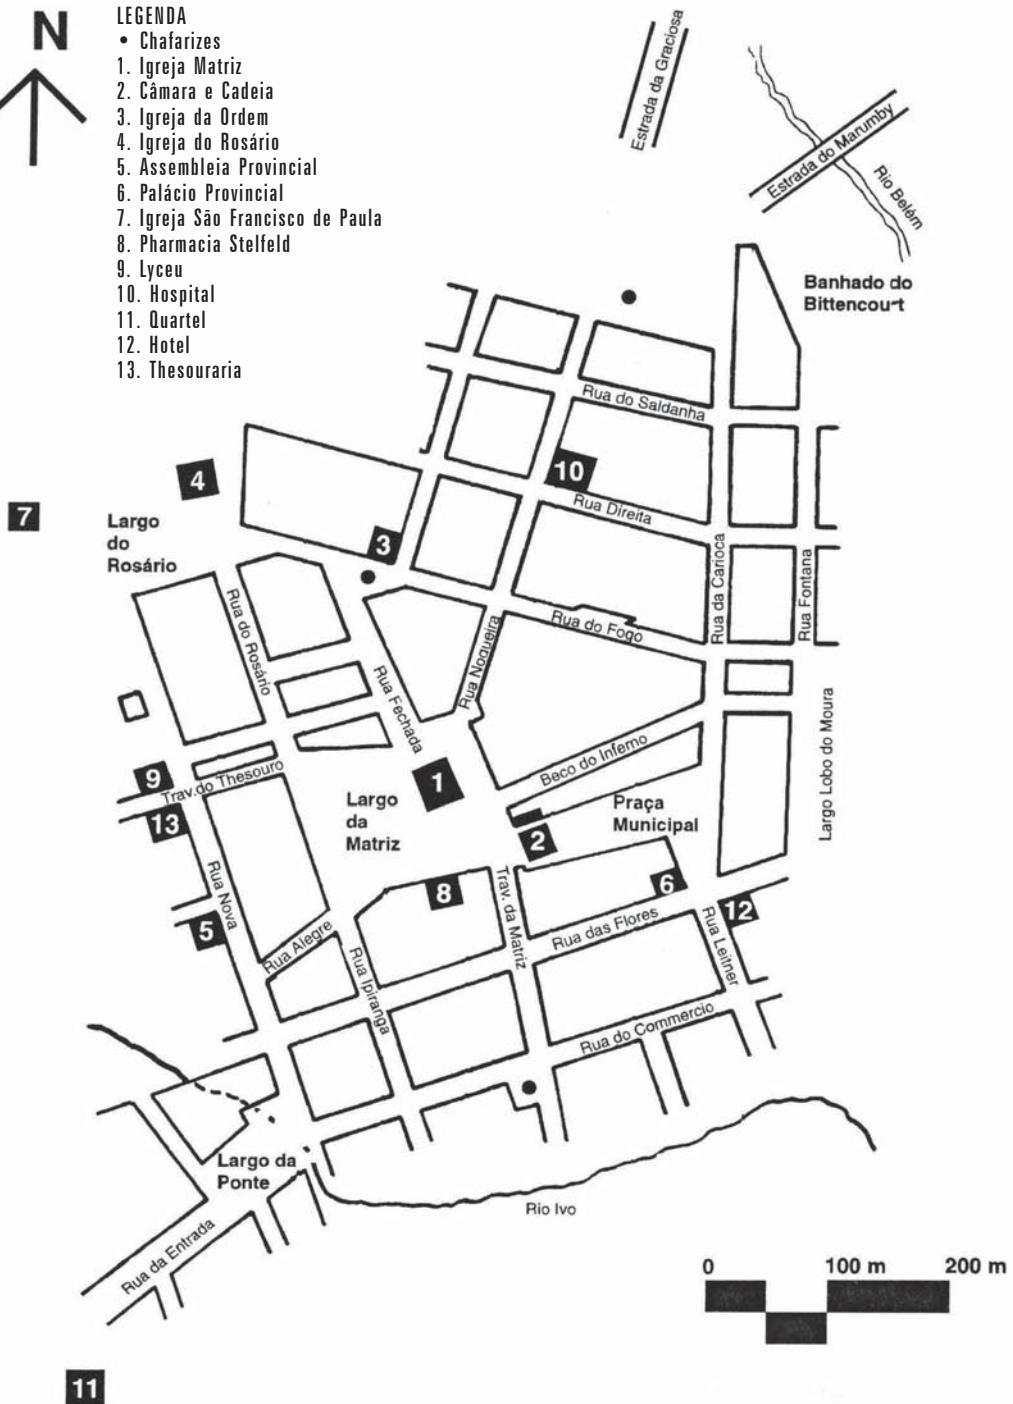 N
LEGENDA
• Chafarizes
1. Igreja Matriz
2. Câmara e Cadeia
3. Igreja da Ordem
4. Igreja do Rosário
5. Assembleia Provincial
6. Palácio Provincial
7. Igreja São Francisco de Paula
8. Pharmacia Stelfeld
9. Lyceu
10. Hospital
11. Quartel
12. Hotel
13. Thesouraria
Estrada da Graciosa
Estrada do Marumby
Rio Belém
Banhado do
Bittencourt
Rua do Saldanha
10
4
Rua Direita
7
Largo
do
Rosário
3
Rua da Carioca
Rua Fontana
Rua do Rosário
Rua do Fogo
Rua Nogueira
Rua Fechada
Largo Lobo do Moura
Beco do Inferno
9
Trav.do Thesouro
1
13
Largo
da
Matriz
Praça
Municipal
2
Rua Nova
8
Trav. da Matriz
6
12
5
Rua Alegre
Rua das Flores
Rua Leitner
Rua Ipiranga
Rua do Commercio
Largo da
Ponte
Rio Ivo
Rua da Entrada
0 100 m 200 m
11